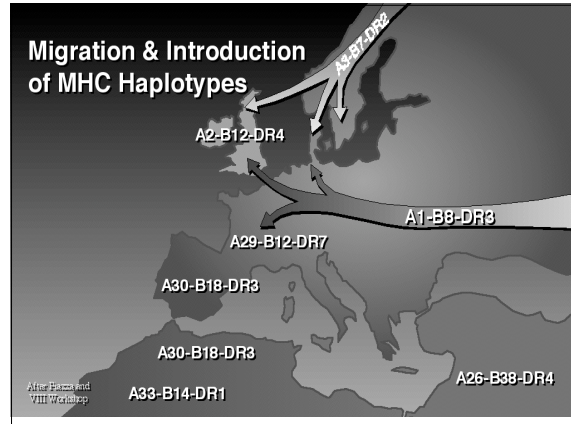 Migration & Introduction
of MHC Haplotypes
A3-B7-DR2
A2-B12-DR4
A1-B8-DR3
A29-B12-DR7
A30-B18-DR3
A30-B18-DR3
A26-B38-DR4
A33-B14-DR1
After Piazza and
VIII Workshop